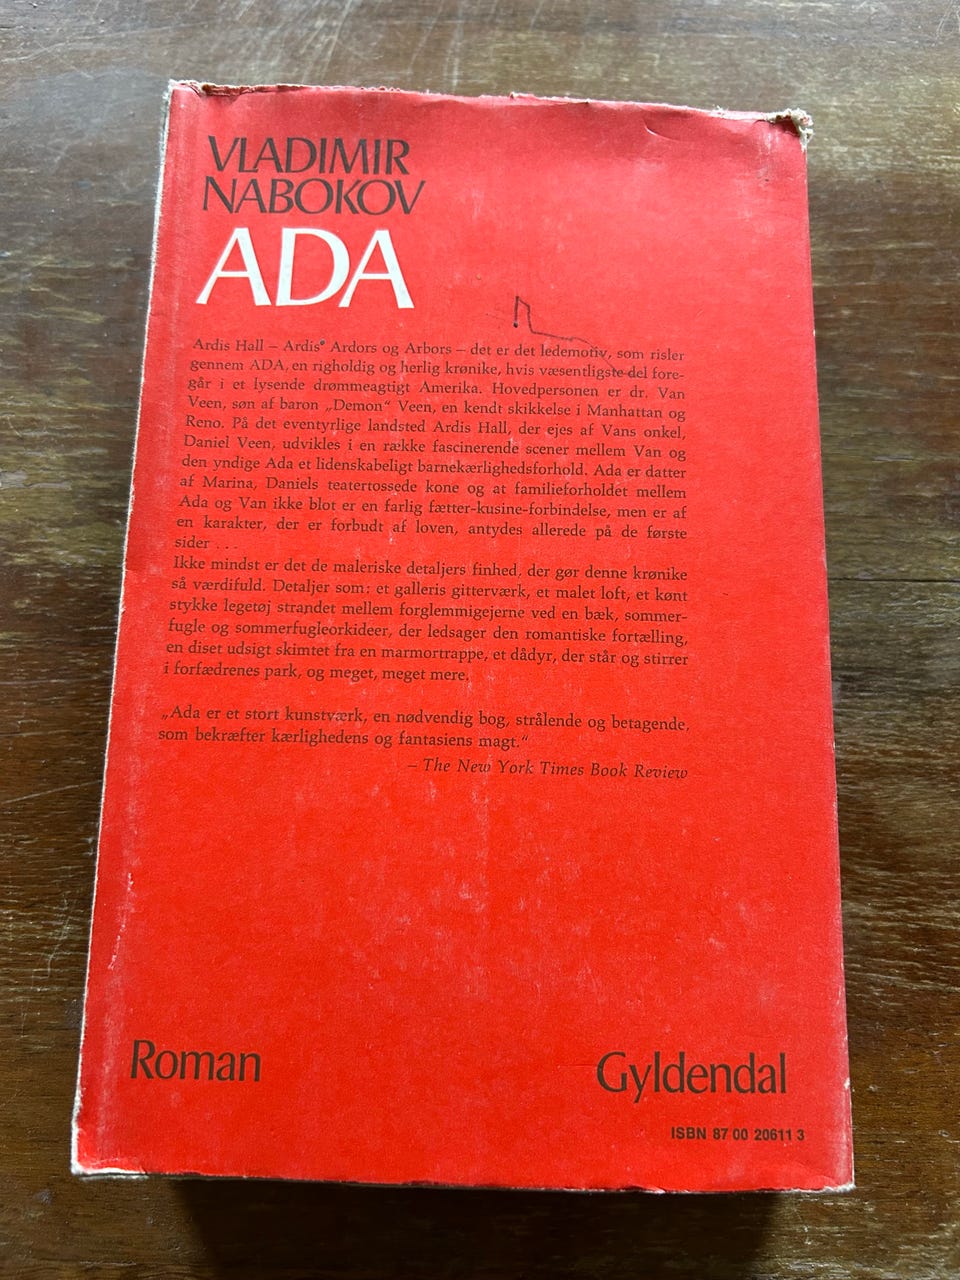 VLADIMIR
NABOKOV
ADA
Ardis Hall – Ardis' Ardors og Arbors – det er det ledemotiv, som risler
gennem ADA, en righoldig og herlig krønike, hvis væsentligste del fore-
går i et lysende drømmeagtigt Amerika. Hovedpersonen er dr. Van
Veen, søn af baron „Demon“ Veen, en kendt skikkelse i Manhattan og
Reno. På det eventyrlige landsted Ardis Hall, der ejes af Vans onkel,
Daniel Veen, udvikles i en række fascinerende scener mellem Van og
den yndige Ada et lidenskabeligt barnekærlighedsforhold. Ada er datter
af Marina, Daniels teatertossede kone og at familieforholdet mellem
Ada og Van ikke blot er en farlig fætter-kusine-forbindelse, men er af
en karakter, der er forbudt af loven, antydes allerede på de første
sider . . .
Ikke mindst er det de maleriske detaljers finhed, der gør denne krønike
så værdifuld. Detaljer som: et galleris gitterværk, et malet loft, et kønt
stykke legetøj strandet mellem forglemmigejerne ved en bæk, sommer-
fugle og sommerfugleorkideer, der ledsager den romantiske fortælling,
en diset udsigt skimtet fra en marmortrappe, et dådyr, der står og stirrer
i forfædrenes park, og meget, meget mere.
„Ada er et stort kunstværk, en nødvendig bog, strålende og betagende,
som bekræfter kærlighedens og fantasiens magt.“
– The New York Times Book Review
Roman
Gyldendal
ISBN 87 00 20611 3